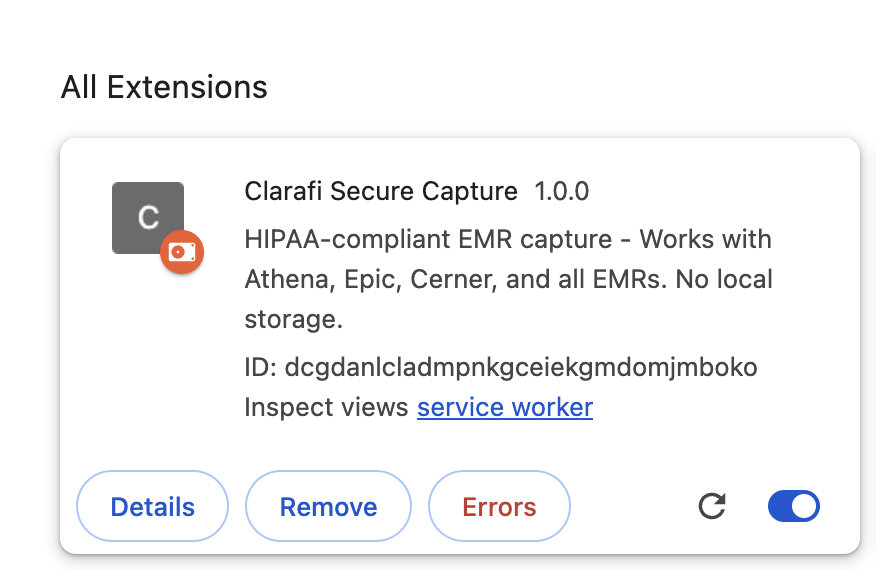 All Extensions
C
Clarafi Secure Capture 1.0.0
HIPAA-compliant EMR capture - Works with
Athena, Epic, Cerner, and all EMRs. No local
storage.
ID: dcgdanlcladmpnkgceiekgmdomjmboko
Inspect views service worker
Details Remove Errors